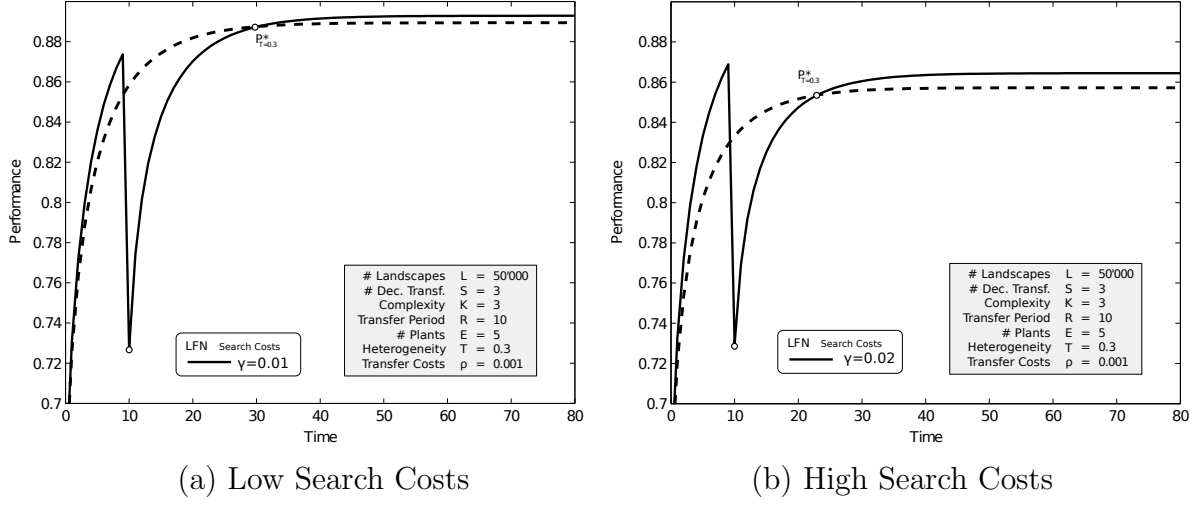 0.88
0.86
0.84
0.82
0.8
0.78
0.76
0.74
0.72
0.7
Performance
0 10 20 30 40 50 60 70 80
Time
P*T=0.3
LFN Search Costs
γ=0.01
# Landscapes L = 50'000
# Dec. Transf. S = 3
Complexity K = 3
Transfer Period R = 10
# Plants E = 5
Heterogeneity T = 0.3
Transfer Costs ρ = 0.001
(a) Low Search Costs
0.88
0.86
0.84
0.82
0.8
0.78
0.76
0.74
0.72
0.7
Performance
0 10 20 30 40 50 60 70 80
Time
P*T=0.3
LFN Search Costs
γ=0.02
# Landscapes L = 50'000
# Dec. Transf. S = 3
Complexity K = 3
Transfer Period R = 10
# Plants E = 5
Heterogeneity T = 0.3
Transfer Costs ρ = 0.001
(b) High Search Costs